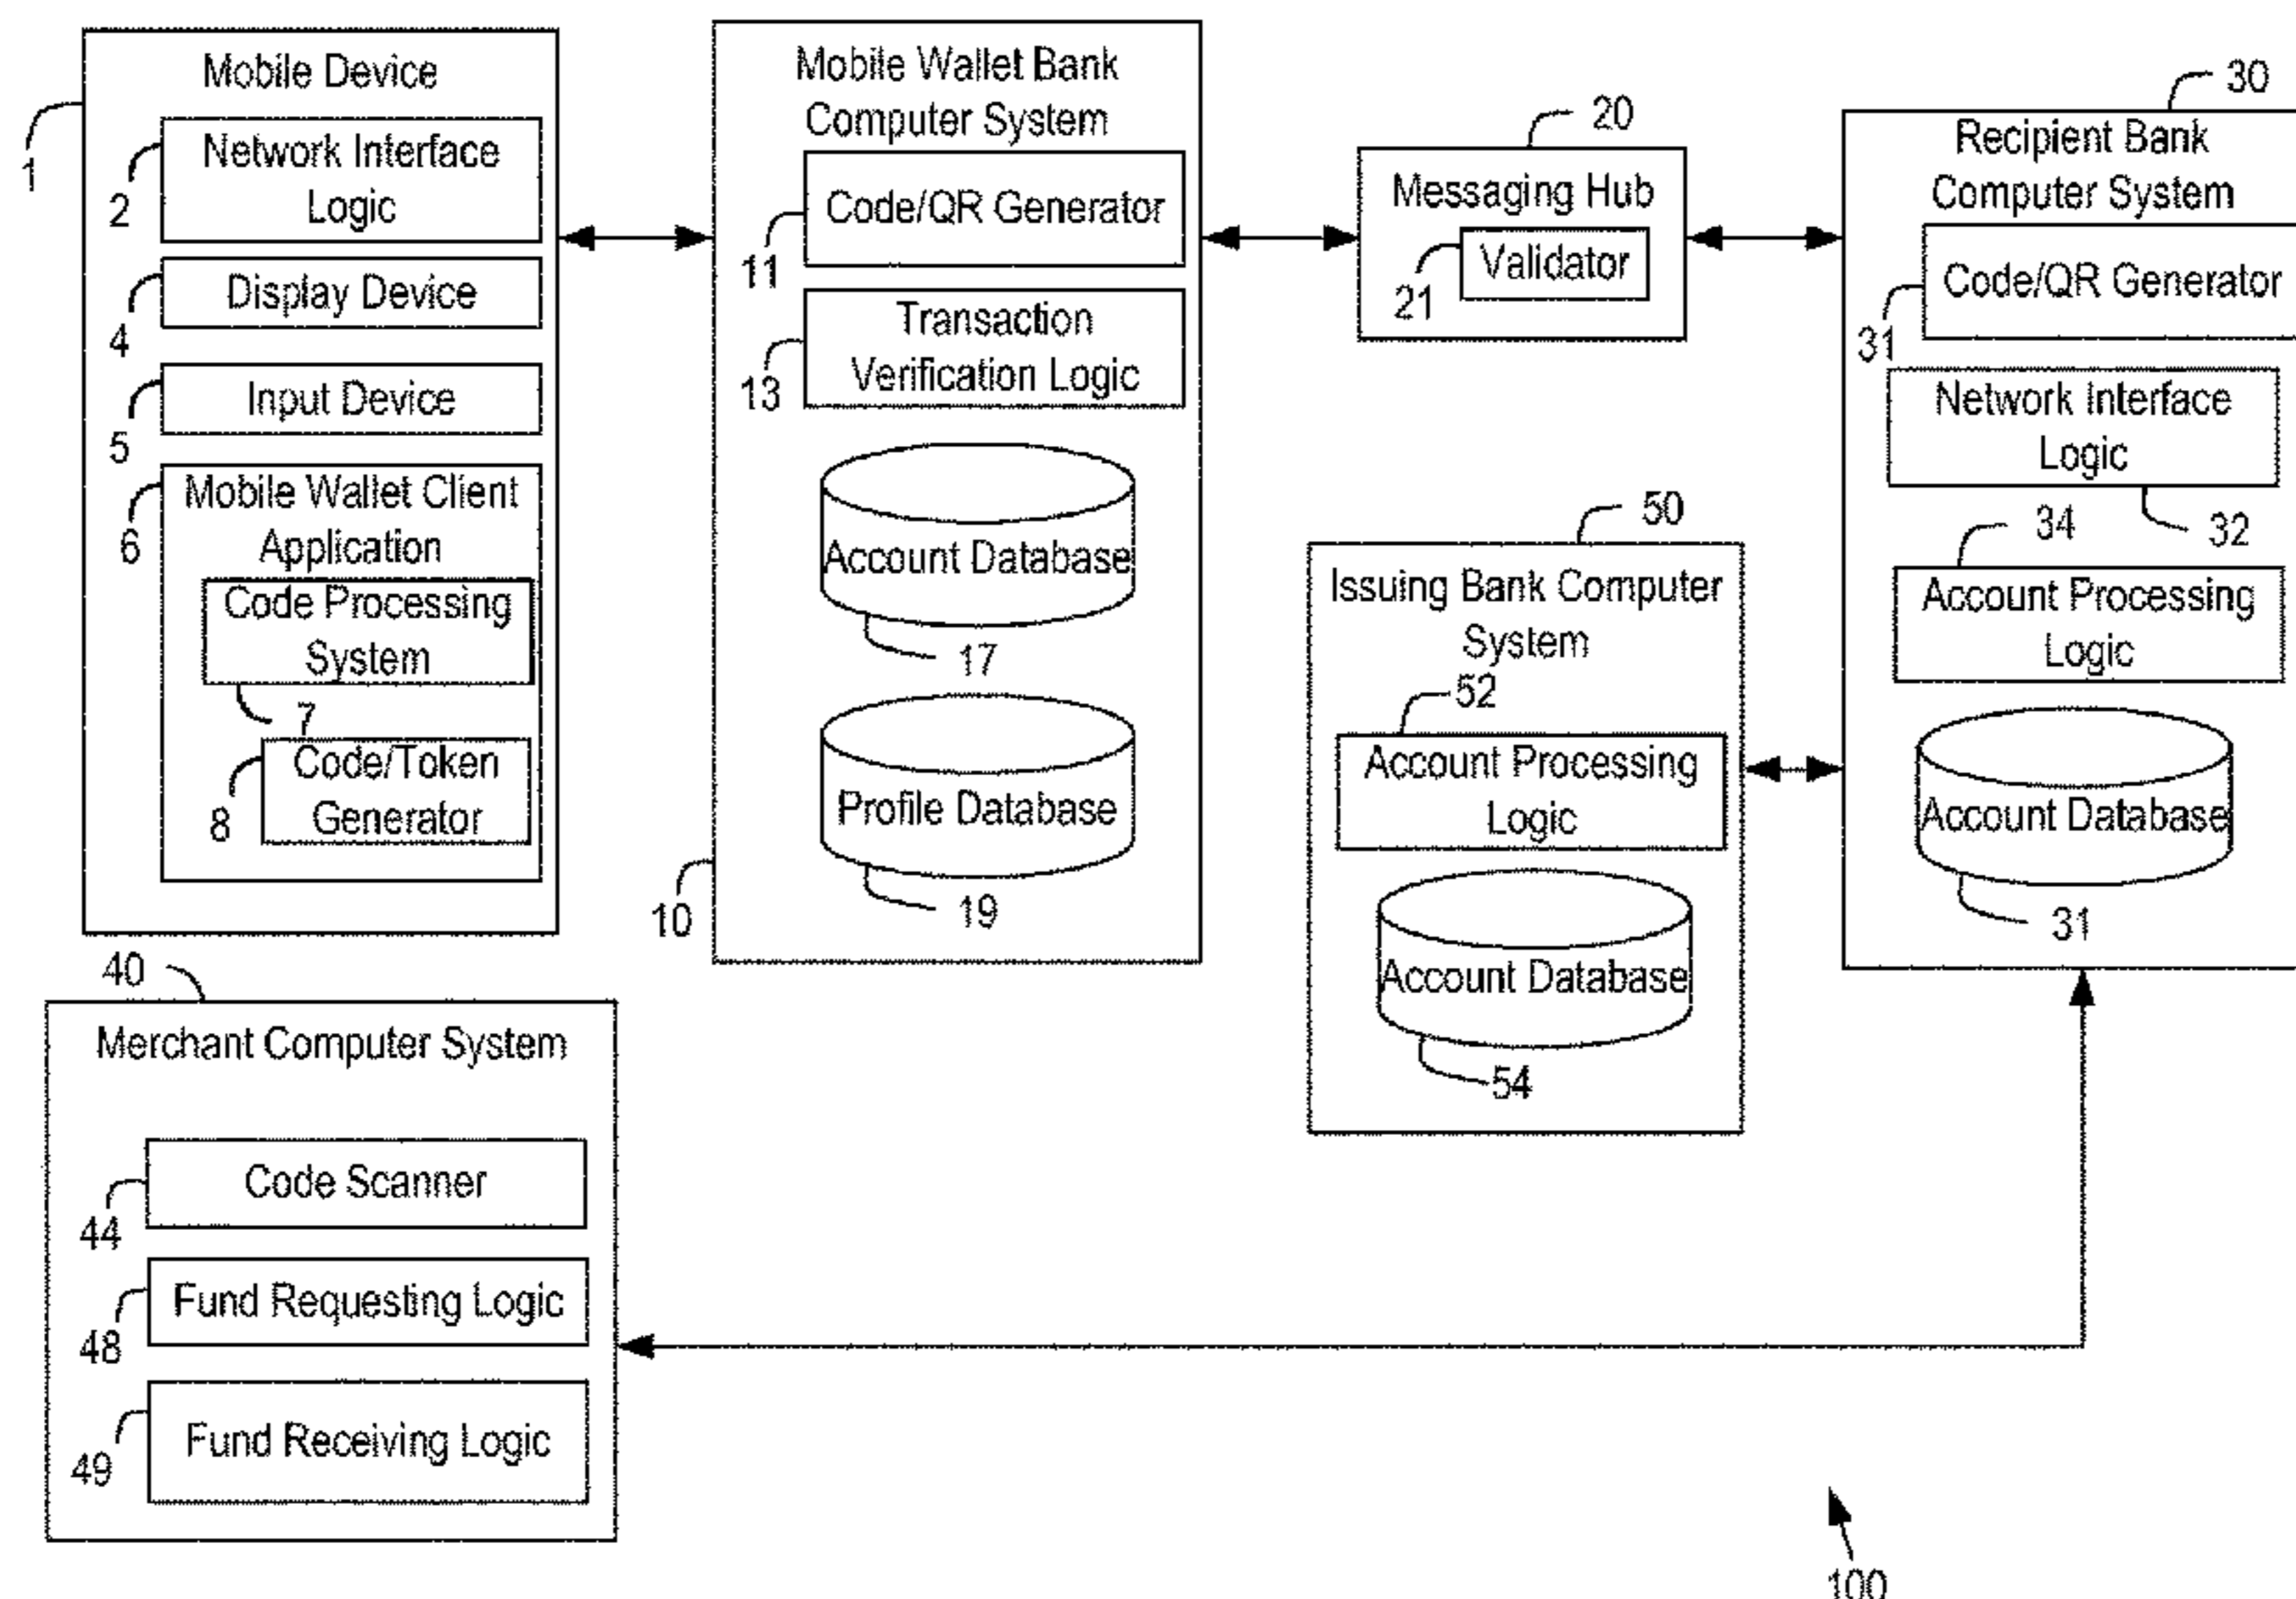 Mobile Device
1
Network Interface
Logic
2
Display Device
4
Input Device
5
Mobile Wallet Client
Application
6
Code Processing
System
7
Code/Token
Generator
8
Mobile Wallet Bank
Computer System
10
Code/QR Generator
11
Transaction
Verification Logic
13
Account Database
17
Profile Database
19
20
Messaging Hub
Validator
21
30
Recipient Bank
Computer System
Code/QR Generator
31
Network Interface
Logic
32
34
Account Processing
Logic
Account Database
31
50
Issuing Bank Computer
System
52
Account Processing
Logic
Account Database
54
40
Merchant Computer System
Code Scanner
44
Fund Requesting Logic
48
Fund Receiving Logic
49
100